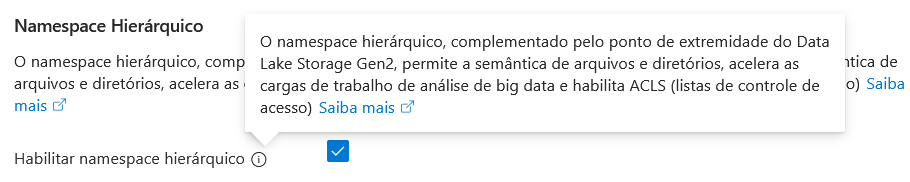 Namespace Hierárquico
O namespace hierárquico, comp
O namespace hierárquico, complementado pelo ponto de extremidade do Data
Lake Storage Gen2, permite a semântica de arquivos e diretórios, acelera as
cargas de trabalho de análise de big data e habilita ACLS (listas de controle de
acesso) Saiba mais
ântica de
arquivos e diretórios, acelera as
so) Saiba
mais
Habilitar namespace hierárquico